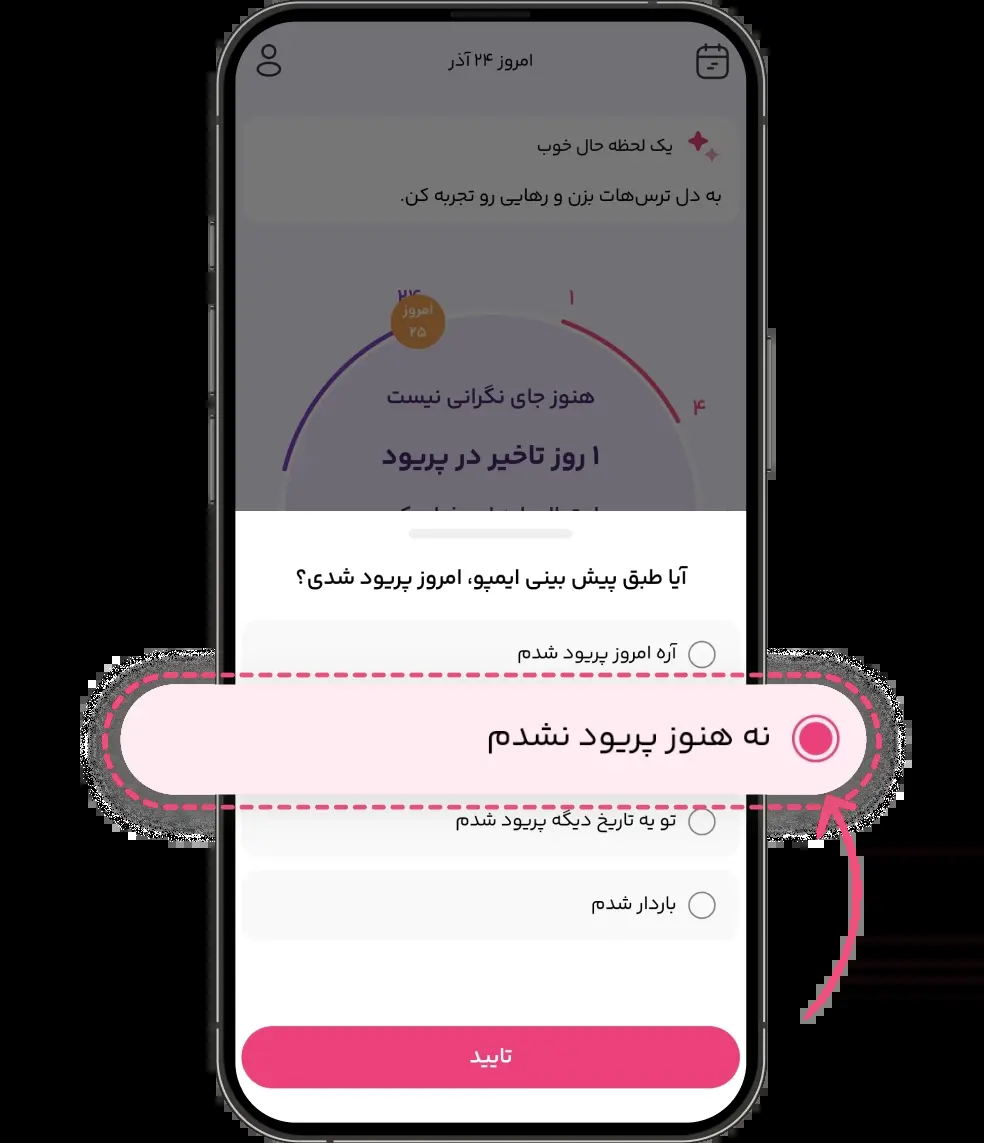 امروز ۲۴ آذر
یک لحظه حال خوب
به دل ترس‌هات بزن و رهایی رو تجربه کن.
۱
امروز
۲۵
۴
هنوز جای نگرانی نیست
۱ روز تاخیر در پریود
آیا طبق پیش بینی ایمپو، امروز پریود شدی؟
آره امروز پریود شدم
نه هنوز پریود نشدم
تو یه تاریخ دیگه پریود شدم
باردار شدم
تایید